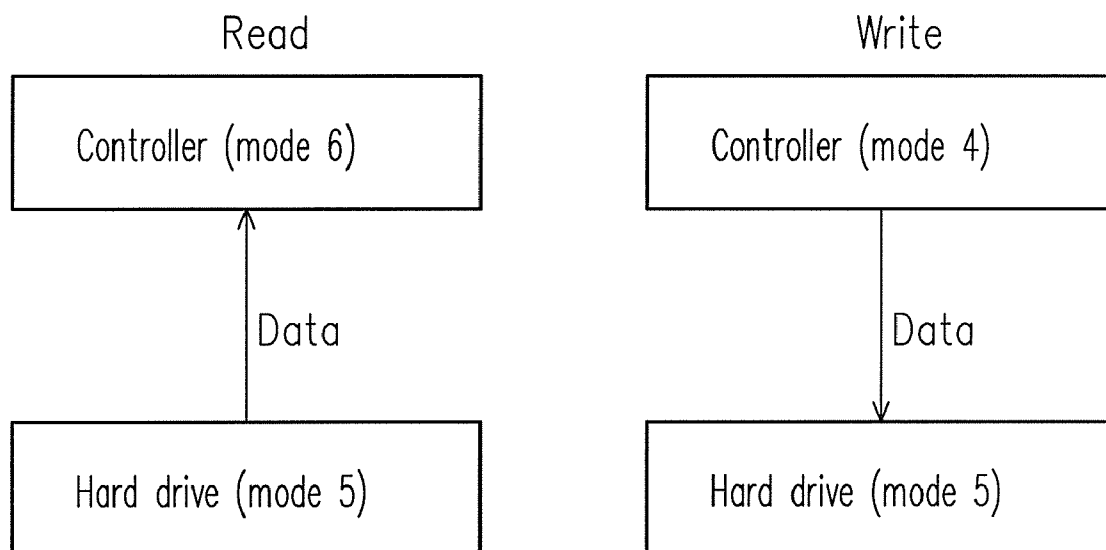 Read
Controller (mode 6)
Data
Hard drive (mode 5)
Write
Controller (mode 4)
Data
Hard drive (mode 5)